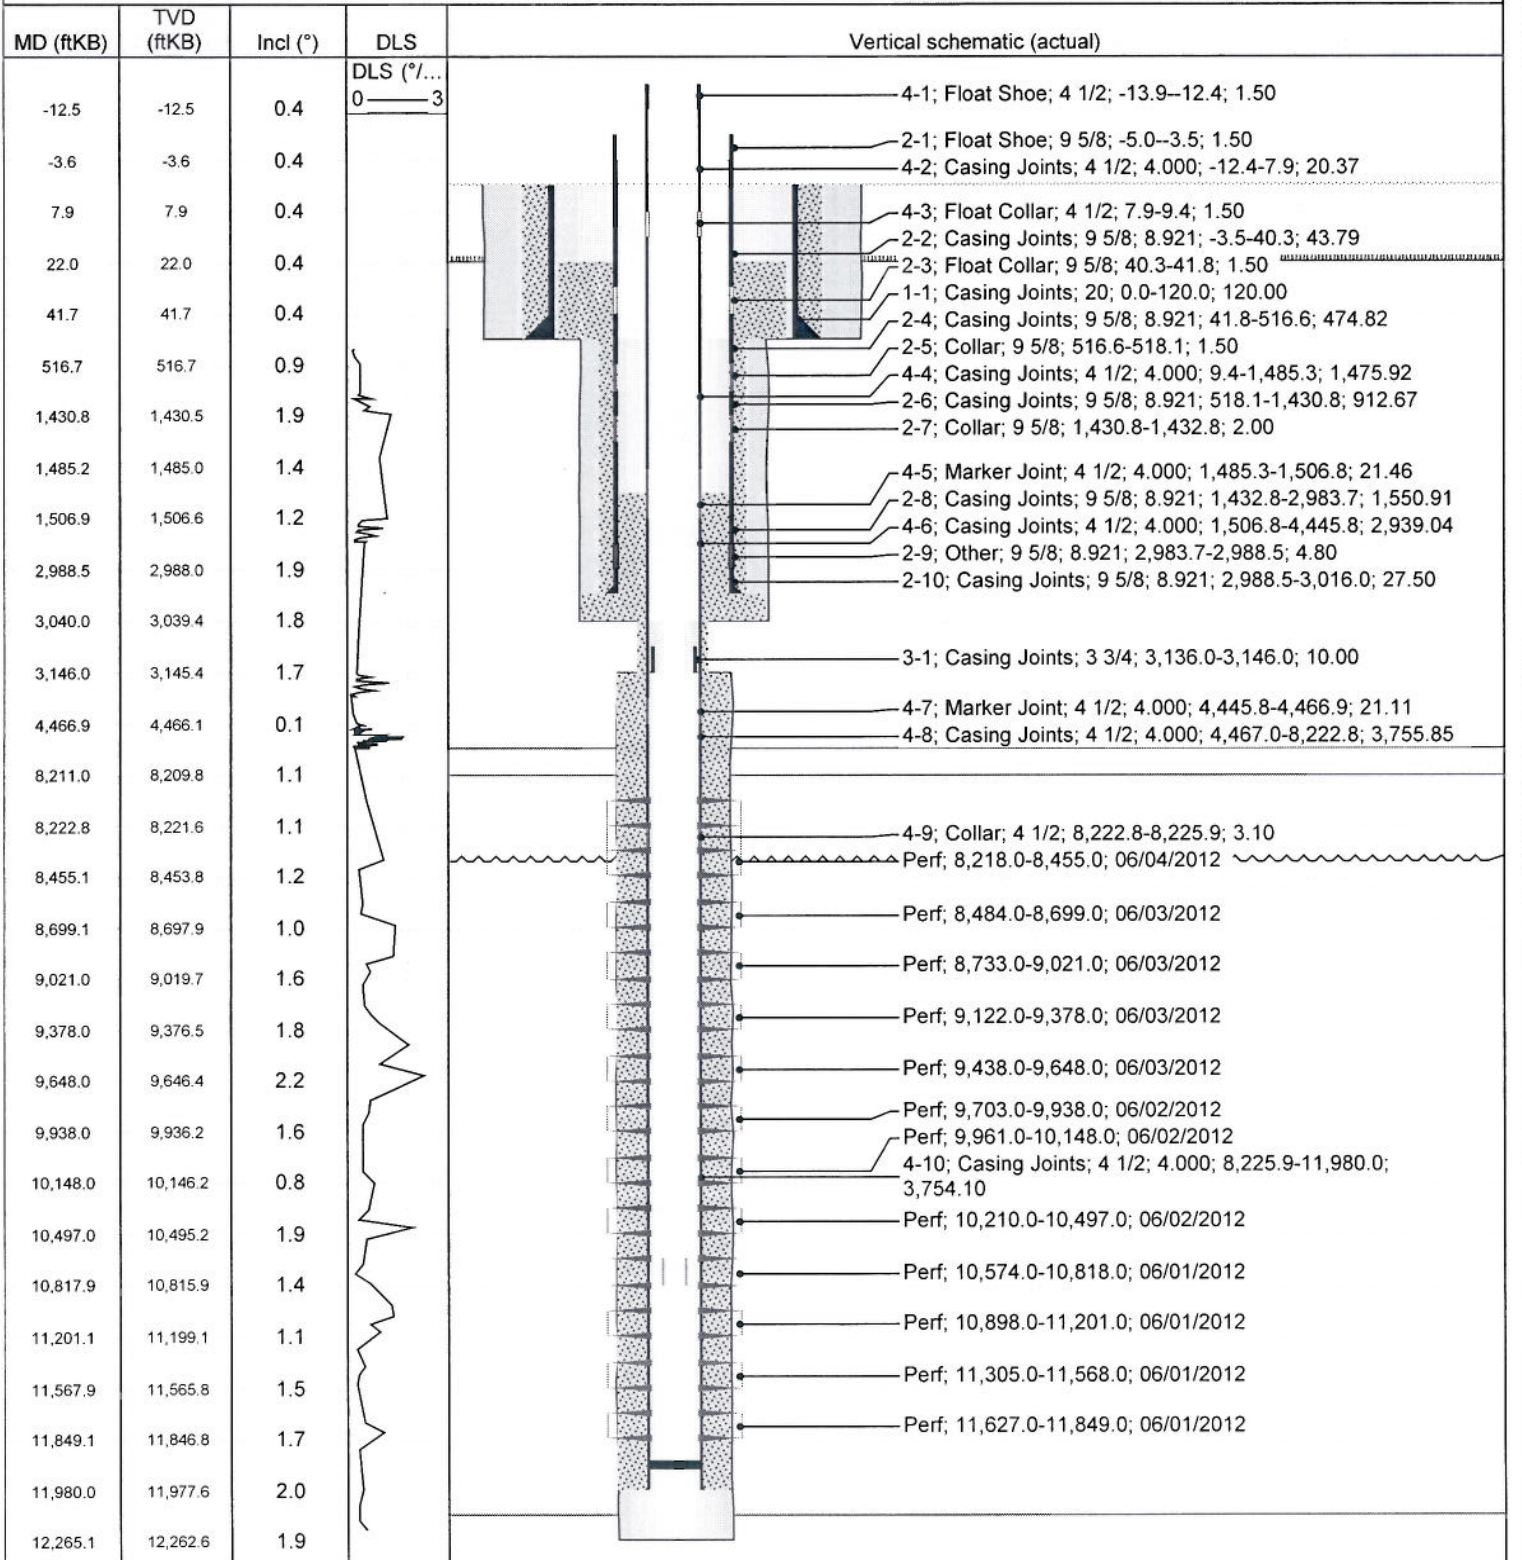 MD (ftKB) TVD (ftKB) Incl (°) DLS Vertical schematic (actual)
DLS (°/...
0 3
-12.5 -12.5 0.4
-3.6 -3.6 0.4
7.9 7.9 0.4
22.0 22.0 0.4
41.7 41.7 0.4
516.7 516.7 0.9
1,430.8 1,430.5 1.9
1,485.2 1,485.0 1.4
1,506.9 1,506.6 1.2
2,988.5 2,988.0 1.9
3,040.0 3,039.4 1.8
3,146.0 3,145.4 1.7
4,466.9 4,466.1 0.1
8,211.0 8,209.8 1.1
8,222.8 8,221.6 1.1
8,455.1 8,453.8 1.2
8,699.1 8,697.9 1.0
9,021.0 9,019.7 1.6
9,378.0 9,376.5 1.8
9,648.0 9,646.4 2.2
9,938.0 9,936.2 1.6
10,148.0 10,146.2 0.8
10,497.0 10,495.2 1.9
10,817.9 10,815.9 1.4
11,201.1 11,199.1 1.1
11,567.9 11,565.8 1.5
11,849.1 11,846.8 1.7
11,980.0 11,977.6 2.0
12,265.1 12,262.6 1.9
4-1; Float Shoe; 4 1/2; -13.9--12.4; 1.50
2-1; Float Shoe; 9 5/8; -5.0--3.5; 1.50
4-2; Casing Joints; 4 1/2; 4.000; -12.4-7.9; 20.37
4-3; Float Collar; 4 1/2; 7.9-9.4; 1.50
2-2; Casing Joints; 9 5/8; 8.921; -3.5-40.3; 43.79
2-3; Float Collar; 9 5/8; 40.3-41.8; 1.50
1-1; Casing Joints; 20; 0.0-120.0; 120.00
2-4; Casing Joints; 9 5/8; 8.921; 41.8-516.6; 474.82
2-5; Collar; 9 5/8; 516.6-518.1; 1.50
4-4; Casing Joints; 4 1/2; 4.000; 9.4-1,485.3; 1,475.92
2-6; Casing Joints; 9 5/8; 8.921; 518.1-1,430.8; 912.67
2-7; Collar; 9 5/8; 1,430.8-1,432.8; 2.00
4-5; Marker Joint; 4 1/2; 4.000; 1,485.3-1,506.8; 21.46
2-8; Casing Joints; 9 5/8; 8.921; 1,432.8-2,983.7; 1,550.91
4-6; Casing Joints; 4 1/2; 4.000; 1,506.8-4,445.8; 2,939.04
2-9; Other; 9 5/8; 8.921; 2,983.7-2,988.5; 4.80
2-10; Casing Joints; 9 5/8; 8.921; 2,988.5-3,016.0; 27.50
3-1; Casing Joints; 3 3/4; 3,136.0-3,146.0; 10.00
4-7; Marker Joint; 4 1/2; 4.000; 4,445.8-4,466.9; 21.11
4-8; Casing Joints; 4 1/2; 4.000; 4,467.0-8,222.8; 3,755.85
4-9; Collar; 4 1/2; 8,222.8-8,225.9; 3.10
Perf; 8,218.0-8,455.0; 06/04/2012
Perf; 8,484.0-8,699.0; 06/03/2012
Perf; 8,733.0-9,021.0; 06/03/2012
Perf; 9,122.0-9,378.0; 06/03/2012
Perf; 9,438.0-9,648.0; 06/03/2012
Perf; 9,703.0-9,938.0; 06/02/2012
Perf; 9,961.0-10,148.0; 06/02/2012
4-10; Casing Joints; 4 1/2; 4.000; 8,225.9-11,980.0;
3,754.10
Perf; 10,210.0-10,497.0; 06/02/2012
Perf; 10,574.0-10,818.0; 06/01/2012
Perf; 10,898.0-11,201.0; 06/01/2012
Perf; 11,305.0-11,568.0; 06/01/2012
Perf; 11,627.0-11,849.0; 06/01/2012